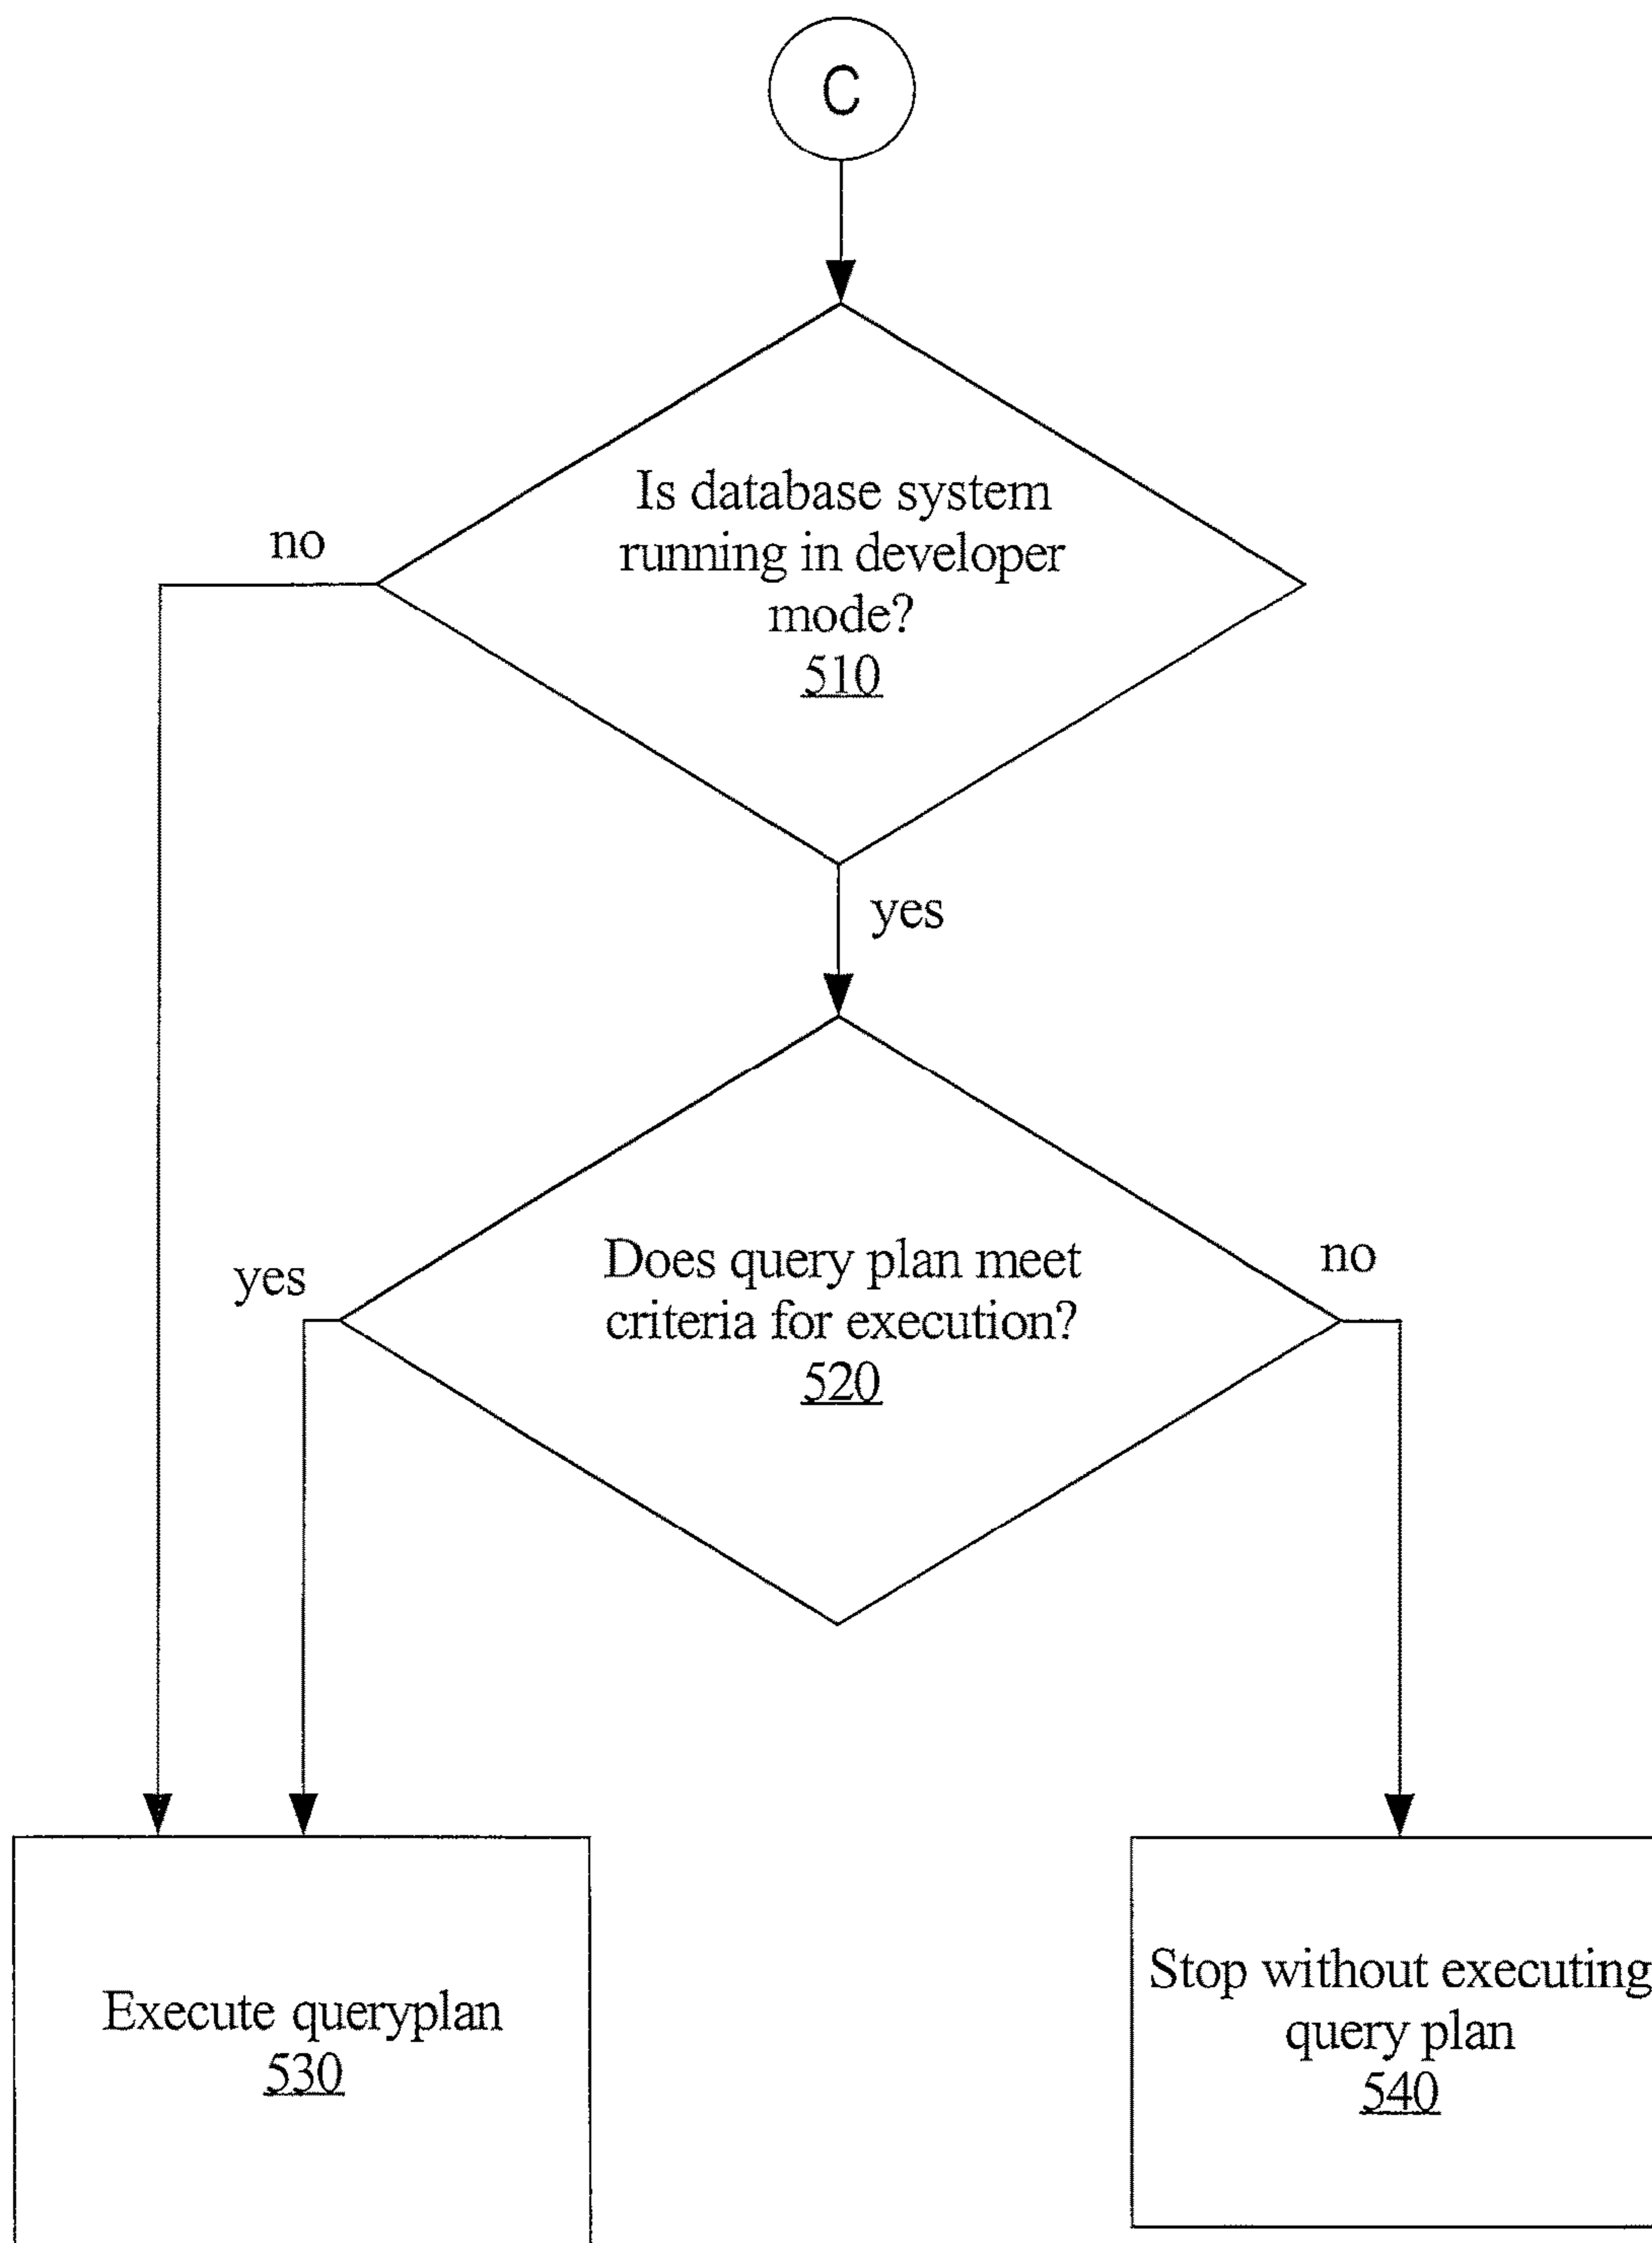 C
Is database system
running in developer
mode?
510
no
yes
Does query plan meet
criteria for execution?
520
yes
no
Execute queryplan
530
Stop without executing
query plan
540